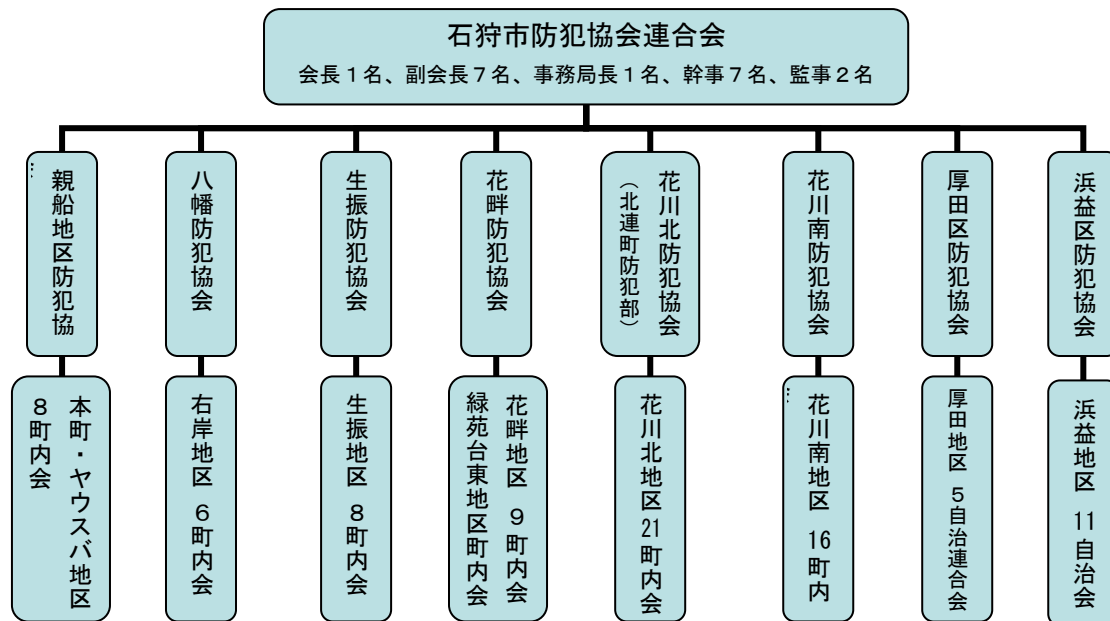 石狩市防犯協会連合会
会長１名、副会長７名、事務局長１名、幹事７名、監事２名
親船地区防犯協
八幡防犯協会
生振防犯協会
花畔防犯協会
花川北防犯協会
（北連町防犯部）
花川南防犯協会
厚田区防犯協会
浜益区防犯協会
本町・ヤウスバ地区
８町内会
右岸地区　６町内会
生振地区　８町内会
花畔地区　９町内会
緑苑台東地区町内会
花川北地区 21町内会
花川南地区　16町内
厚田地区　５自治連合会
浜益地区　11自治会